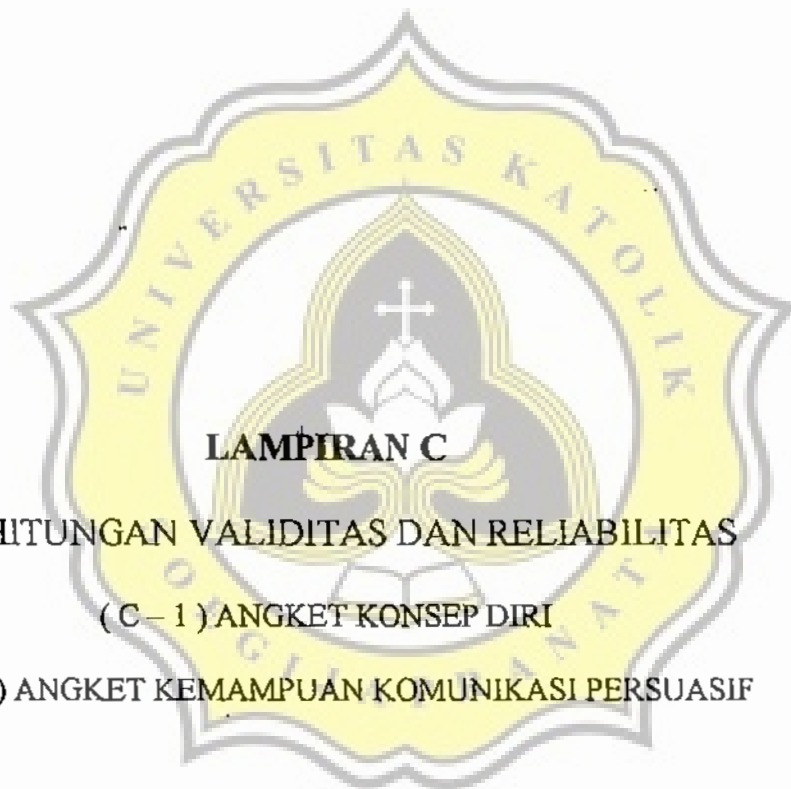 UNIVERSITAS KATOLIK
LAMPIRAN C
HITUNGAN VALIDITAS DAN RELIABILITAS
( C – 1 ) ANGKET KONSEP DIRI
) ANGKET KEMAMPUAN KOMUNIKASI PERSUASIF